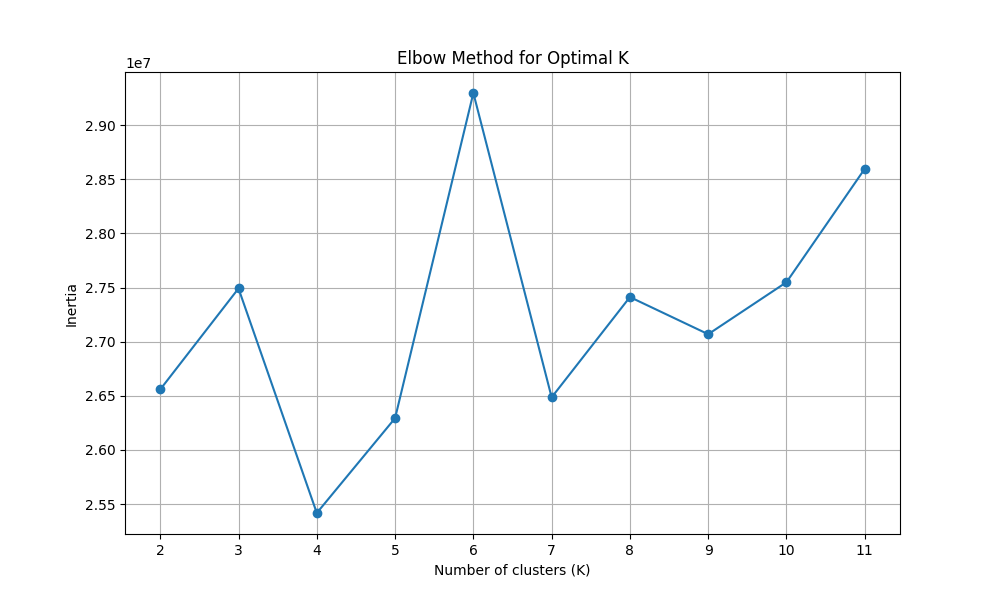 Elbow Method for Optimal K
1e7
2.90
2.85
2.80
2.75
2.70
2.65
2.60
2.55
Inertia
2 3 4 5 6 7 8 9 10 11
Number of clusters (K)